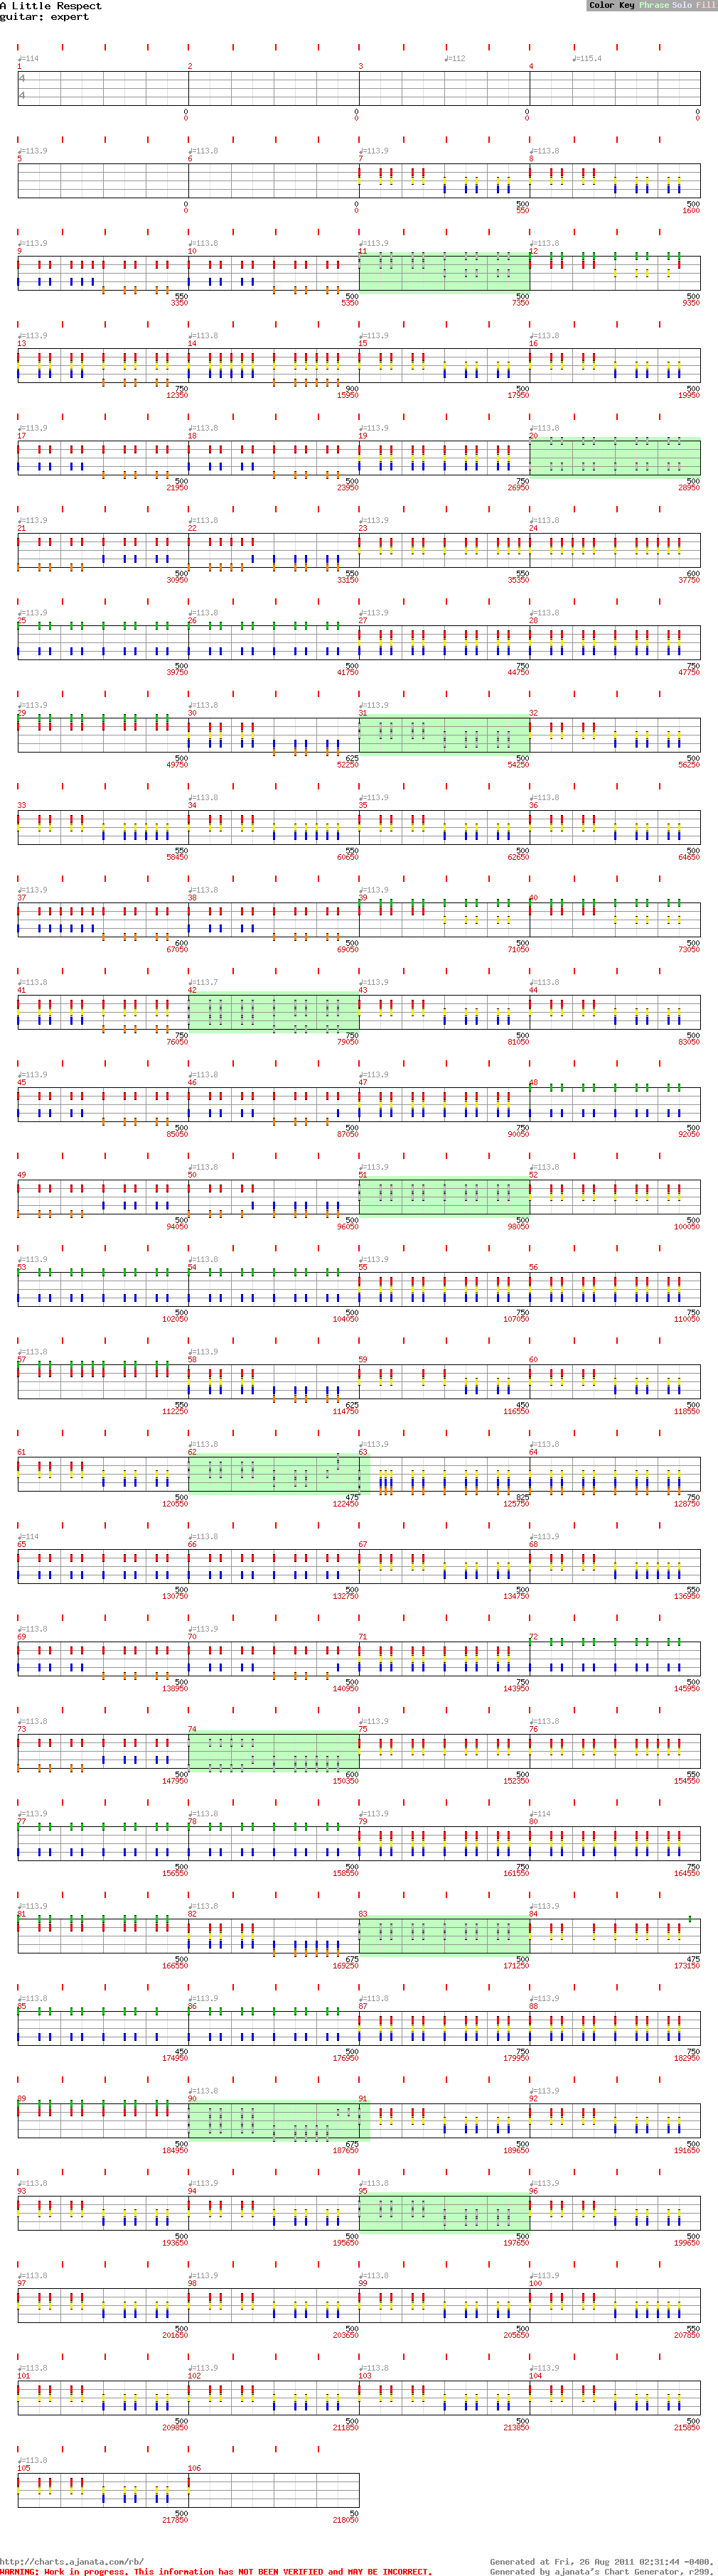 A Little Respect
guitar: expert
Color Key Phrase Solo Fill
♩=114 ♩=112 ♩=115.4
1 2 3 4
4
4
0 0 0 0
0 0 0 0
♩=113.9 ♩=113.8 ♩=113.9 ♩=113.8
5 6 7 8
0 0 550 500
0 0 1600
♩=113.9 ♩=113.8 ♩=113.9 ♩=113.8
9 10 11 12
550 500 500 500
3350 5350 7350 9350
♩=113.9 ♩=113.8 ♩=113.9 ♩=113.8
13 14 15 16
750 900 500 500
12350 15950 17950 19950
♩=113.9 ♩=113.8 ♩=113.9 ♩=113.8
17 18 19 20
500 500 750 500
21950 23950 26950 28950
♩=113.9 ♩=113.8 ♩=113.9 ♩=113.8
21 22 23 24
500 550 600
30950 33150 35350 37750
♩=113.9 ♩=113.8 ♩=113.9 ♩=113.8
25 26 27 28
500 500 750 750
39750 41750 44750 47750
♩=113.9 ♩=113.8 ♩=113.9
29 30 31 32
500 625 500 500
49750 52250 54250 56250
♩=113.8 ♩=113.9 ♩=113.8
33 34 35 36
550 550 500 500
58450 60650 62650 64650
♩=113.9 ♩=113.8 ♩=113.9
37 38 39 40
600 500 500 500
67050 69050 71050 73050
♩=113.8 ♩=113.7 ♩=113.9 ♩=113.8
41 42 43 44
750 750 500 500
76050 79050 81050 83050
♩=113.9 ♩=113.8 ♩=113.9
45 46 47 48
500 500 750 500
85050 87050 90050 92050
♩=113.8 ♩=113.9
49 50 51 52
500 500 500 500
94050 96050 98050 100050
♩=113.9 ♩=113.8 ♩=113.9
53 54 55 56
500 500 750 750
102050 104050 107050 110050
♩=113.8 ♩=113.9
57 58 59 60
550 625 450 500
112250 114750 116550 118550
♩=113.8 ♩=113.9 ♩=113.8
61 62 63 64
500 475 825 750
120550 122450 125750 128750
♩=114 ♩=113.8 ♩=113.9
65 66 67 68
500 500 500 550
130750 132750 134750 136950
♩=113.8 ♩=113.9
69 70 71 72
500 500 750 500
138950 140950 143950 145950
♩=113.8 ♩=113.9 ♩=113.8
73 74 75 76
500 600 500 550
147950 150350 152350 154550
♩=113.9 ♩=113.8 ♩=113.9 ♩=114
77 78 79 80
500 500 750 750
156550 158550 161550 164550
♩=113.9 ♩=113.8 ♩=113.9
81 82 83 84
500 675 500 475
166550 169250 171250 173150
♩=113.8 ♩=113.9 ♩=113.8 ♩=113.9
85 86 87 88
450 500 750 750
174950 176950 179950 182950
♩=113.8 ♩=113.9
89 90 91 92
500 675 500 500
184950 187650 189650 191650
♩=113.8 ♩=113.9 ♩=113.8 ♩=113.9
93 94 95 96
500 500 500 500
193650 195650 197650 199650
♩=113.8 ♩=113.9 ♩=113.8 ♩=113.9
97 98 99 100
500 500 500 550
201650 203650 205650 207850
♩=113.8 ♩=113.9 ♩=113.8 ♩=113.9
101 102 103 104
500 500 500 500
209850 211850 213850 215850
♩=113.8
105 106
500 50
217850 218050
http://charts.ajanata.com/rb/
Generated at Fri, 26 Aug 2011 02:31:44 -0400.
WARNING: Work in progress. This information has NOT BEEN VERIFIED and MAY BE INCORRECT.
Generated by ajanata's Chart Generator, r299.